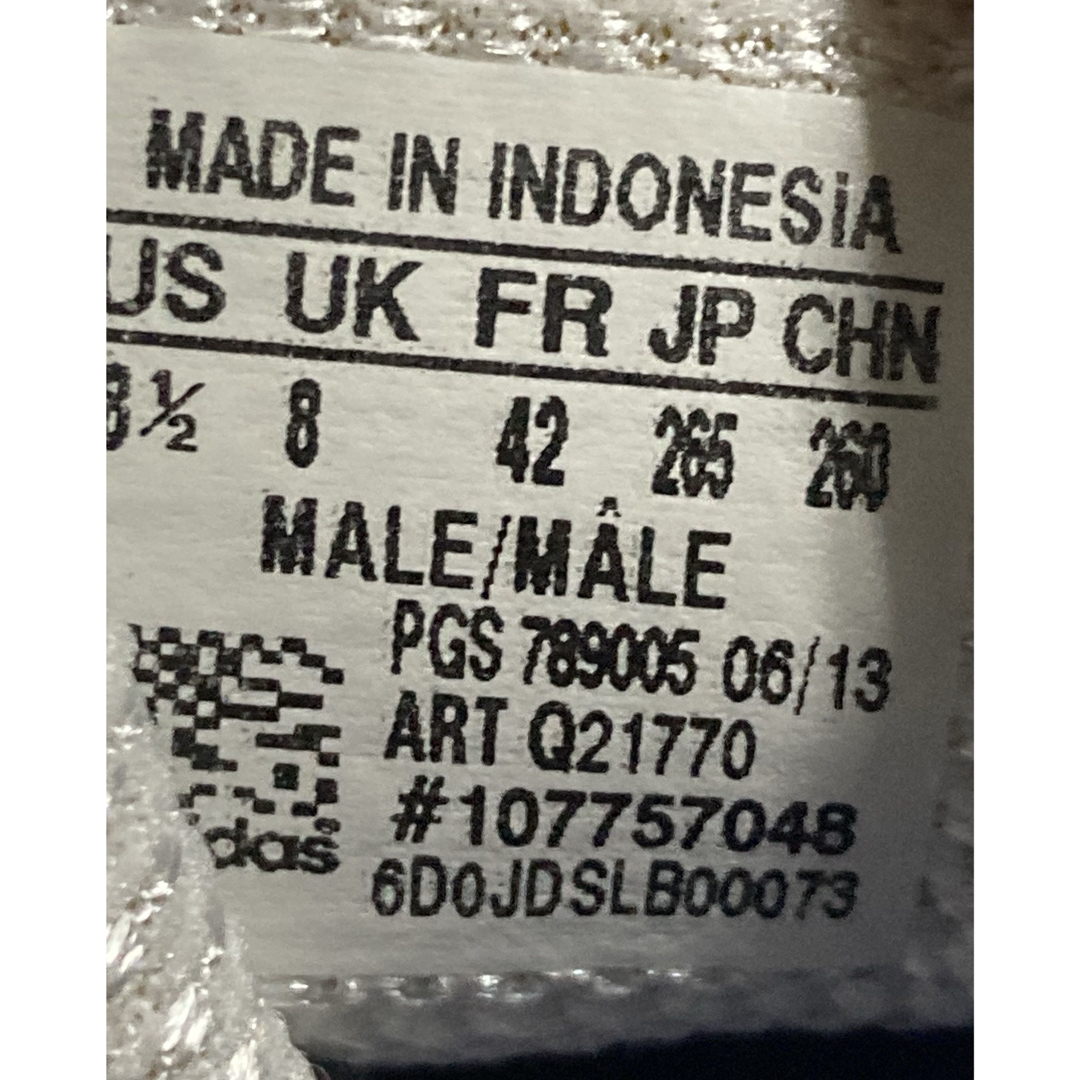 MADE IN INDONESiA
US UK FR JP CHN
8½ 8 42 265 260
MALE/MÂLE
PGS 789005 06/13
ART Q21770
#107757048
6D0JDSLB00073